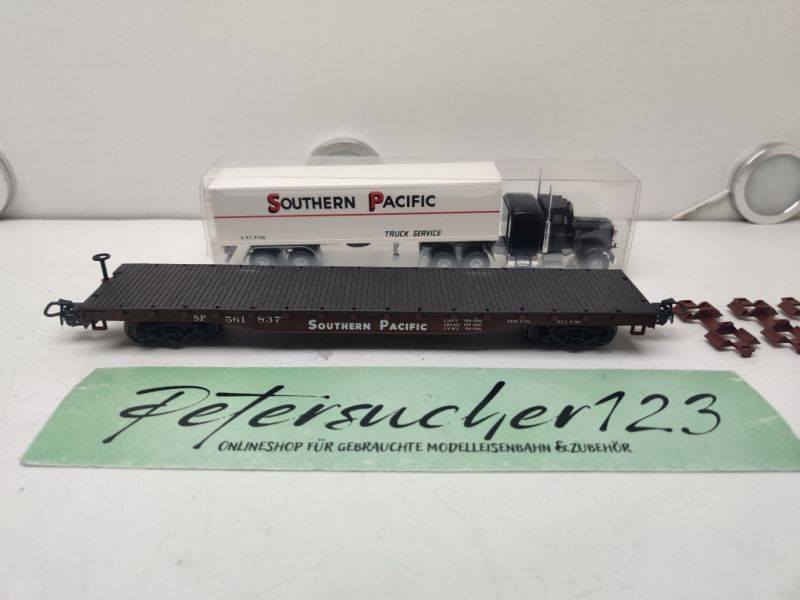 SOUTHERN PACIFIC
TRUCK SERVICE
SP 561 837 SOUTHERN PACIFIC
Petersucher123
ONLINESHOP FÜR GEBRAUCHTE MODELLEISENBAHN & ZUBEHÖR